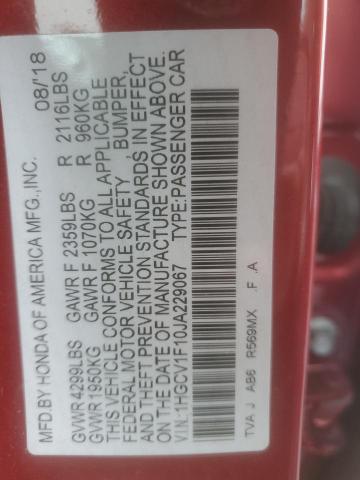 MFD.BY HONDA OF AMERICA MFG.,INC. 08/'18
GVWR 4299LBS GAWR F 2359LBS R 2116LBS
GVWR 1950KG GAWR F 1070KG R 960KG
THIS VEHICLE CONFORMS TO ALL APPLICABLE
FEDERAL MOTOR VEHICLE SAFETY , BUMPER,
AND THEFT PREVENTION STANDARDS IN EFFECT
ON THE DATE OF MANUFACTURE SHOWN ABOVE.
V.I.N:1HGCV1F10JA229067 TYPE:PASSENGER CAR
TVA J AB6 R569MX .F .A